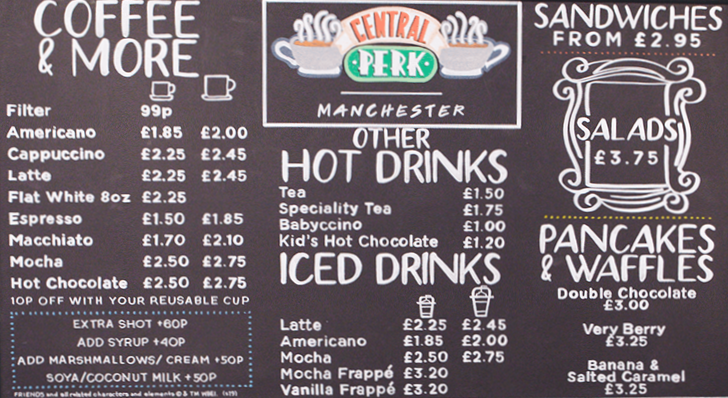 COFFEE
& MORE
Filter 99p
Americano £1.85 £2.00
Cappuccino £2.25 £2.45
Latte £2.25 £2.45
Flat White 8oz £2.25
Espresso £1.50 £1.85
Macchiato £1.70 £2.10
Mocha £2.50 £2.75
Hot Chocolate £2.50 £2.75
10P OFF WITH YOUR REUSABLE CUP
EXTRA SHOT +60P
ADD SYRUP +40P
ADD MARSHMALLOWS/ CREAM +50P
SOYA/COCONUT MILK +50P
FRIENDS and all related characters and elements © & TM WBEI. (s19)
CENTRAL
PERK
MANCHESTER
OTHER
HOT DRINKS
Tea £1.50
Speciality Tea £1.75
Babyccino £1.00
Kid's Hot Chocolate £1.20
ICED DRINKS
Latte £2.25 £2.45
Americano £1.85 £2.00
Mocha £2.50 £2.75
Mocha Frappé £3.20
Vanilla Frappé £3.20
SANDWICHES
FROM £2.95
SALADS
£3.75
PANCAKES
& WAFFLES
Double Chocolate
£3.00
Very Berry
£3.25
Banana &
Salted Caramel
£3.25